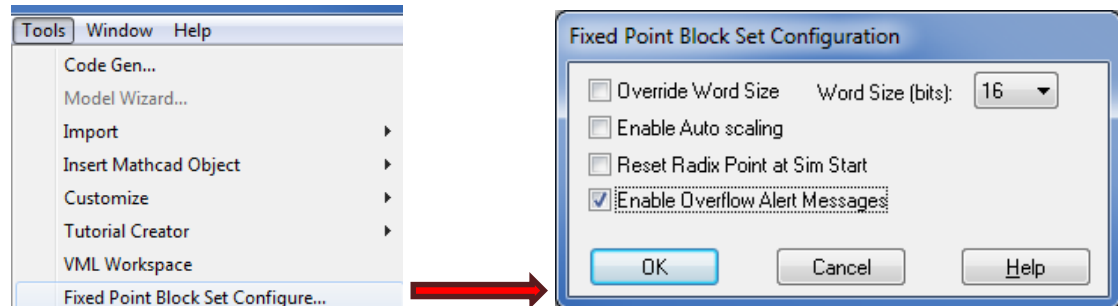 Tools Window Help
Code Gen...
Model Wizard...
Import
Insert Mathcad Object
Customize
Tutorial Creator
VML Workspace
Fixed Point Block Set Configure...
Fixed Point Block Set Configuration
Override Word Size Word Size (bits): 16
Enable Auto scaling
Reset Radix Point at Sim Start
Enable Overflow Alert Messages
OK Cancel Help